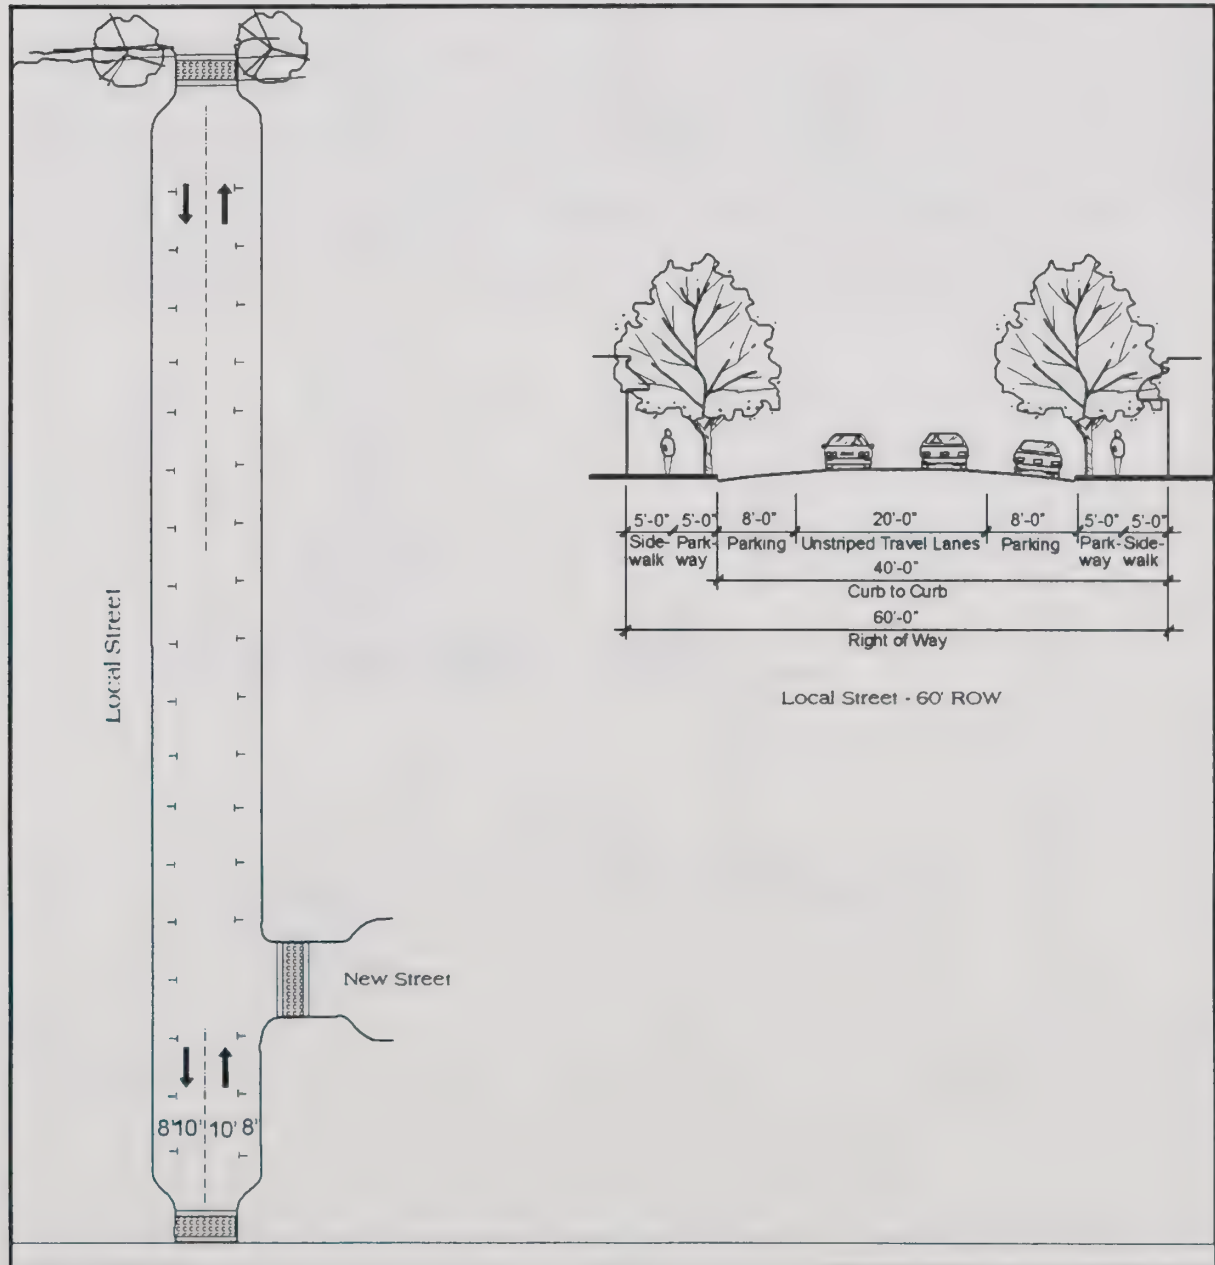 Local Street
New Street
8' 10' 10' 8'
5'-0" 5'-0" 8'-0" 20'-0" 8'-0" 5'-0" 5'-0"
Side- Park- Parking Unstriped Travel Lanes Parking Park- Side-
walk way way walk
40'-0"
Curb to Curb
60'-0"
Right of Way
Local Street - 60' ROW